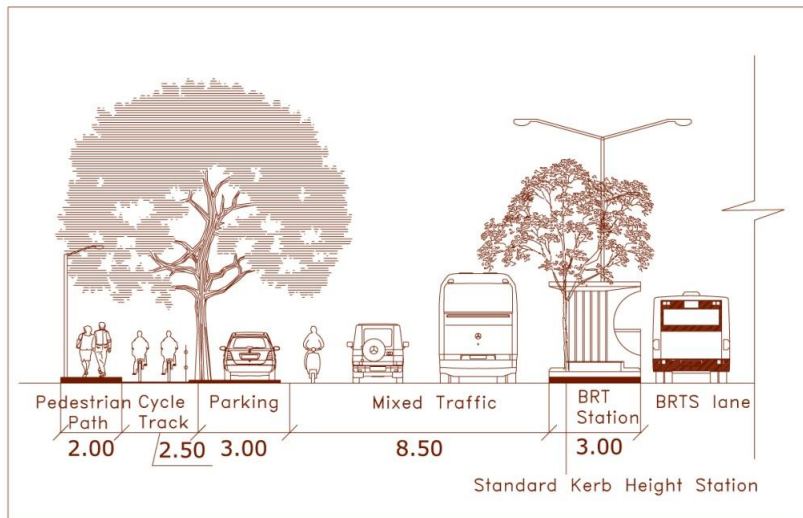 Pedestrian Path
Cycle Track
Parking
Mixed Traffic
BRT Station
BRTS lane
2.00
2.50
3.00
8.50
3.00
Standard Kerb Height Station